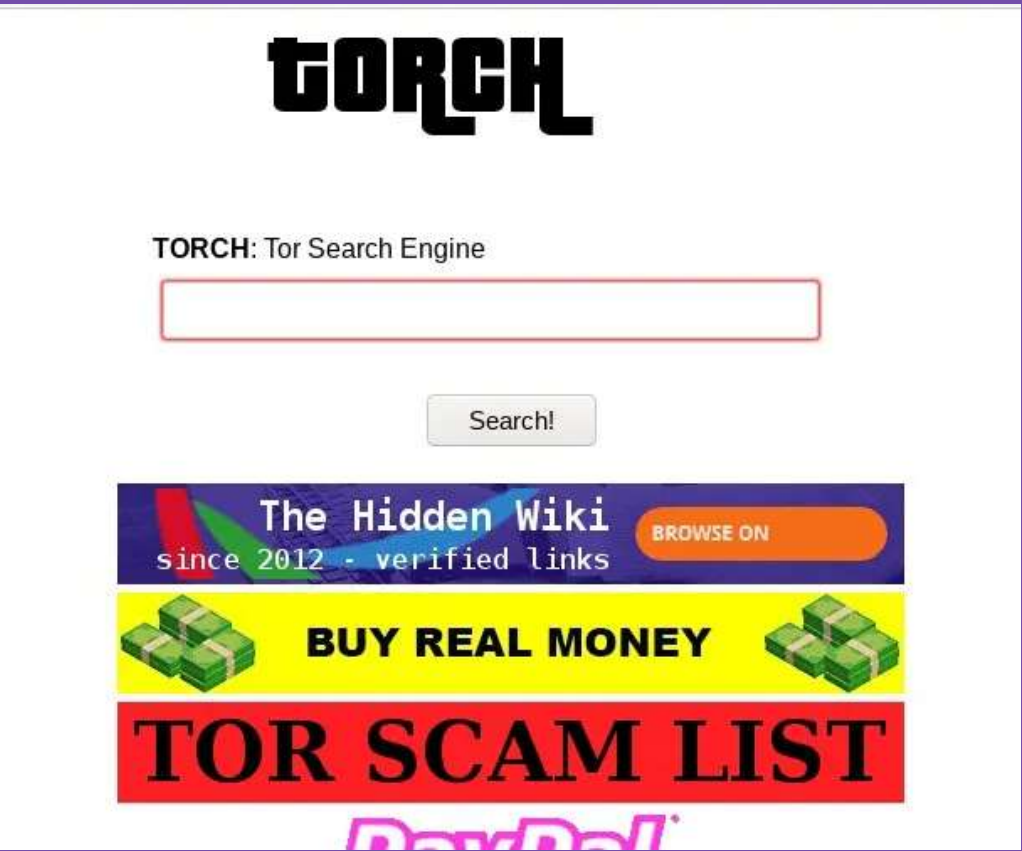 TORCH
TORCH: Tor Search Engine
Search!
The Hidden Wiki
since 2012 - verified links
BROWSE ON
BUY REAL MONEY
TOR SCAM LIST
PayPal